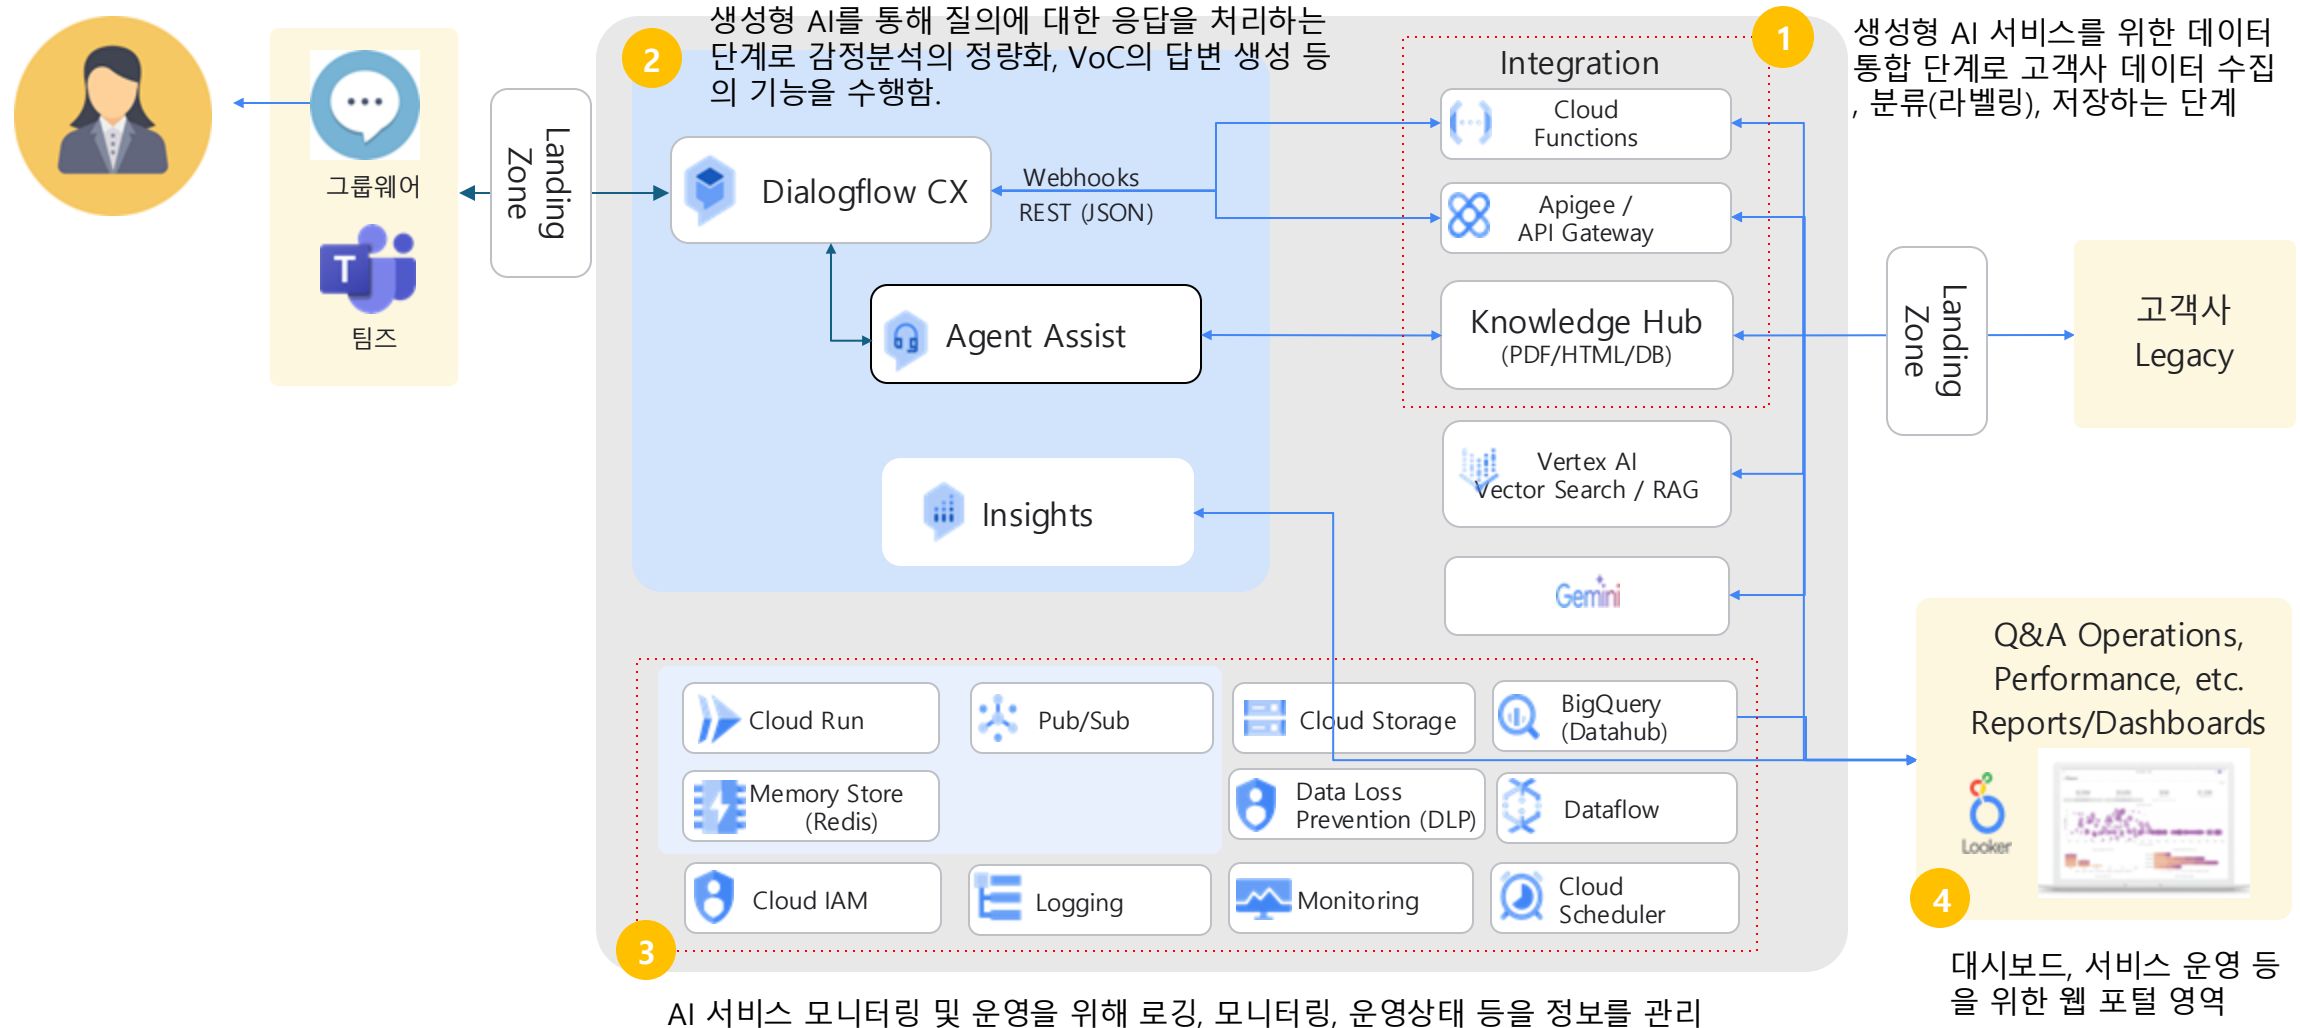 2
생성형 AI를 통해 질의에 대한 응답을 처리하는
단계로 감정분석의 정량화, VoC의 답변 생성 등
의 기능을 수행함.
1
생성형 AI 서비스를 위한 데이터
통합 단계로 고객사 데이터 수집
, 분류(라벨링), 저장하는 단계
그룹웨어
T
팀즈
Landing
Zone
Dialogflow CX
Webhooks
REST (JSON)
Agent Assist
Insights
Integration
Cloud
Functions
Apigee /
API Gateway
Knowledge Hub
(PDF/HTML/DB)
Vertex AI
Vector Search / RAG
Gemini
Landing
Zone
고객사
Legacy
Cloud Run
Pub/Sub
Cloud Storage
BigQuery
(Datahub)
Memory Store
(Redis)
Data Loss
Prevention (DLP)
Dataflow
Cloud IAM
Logging
Monitoring
Cloud
Scheduler
3
AI 서비스 모니터링 및 운영을 위해 로깅, 모니터링, 운영상태 등을 정보를 관리
Q&A Operations,
Performance, etc.
Reports/Dashboards
Looker
4
대시보드, 서비스 운영 등
을 위한 웹 포털 영역